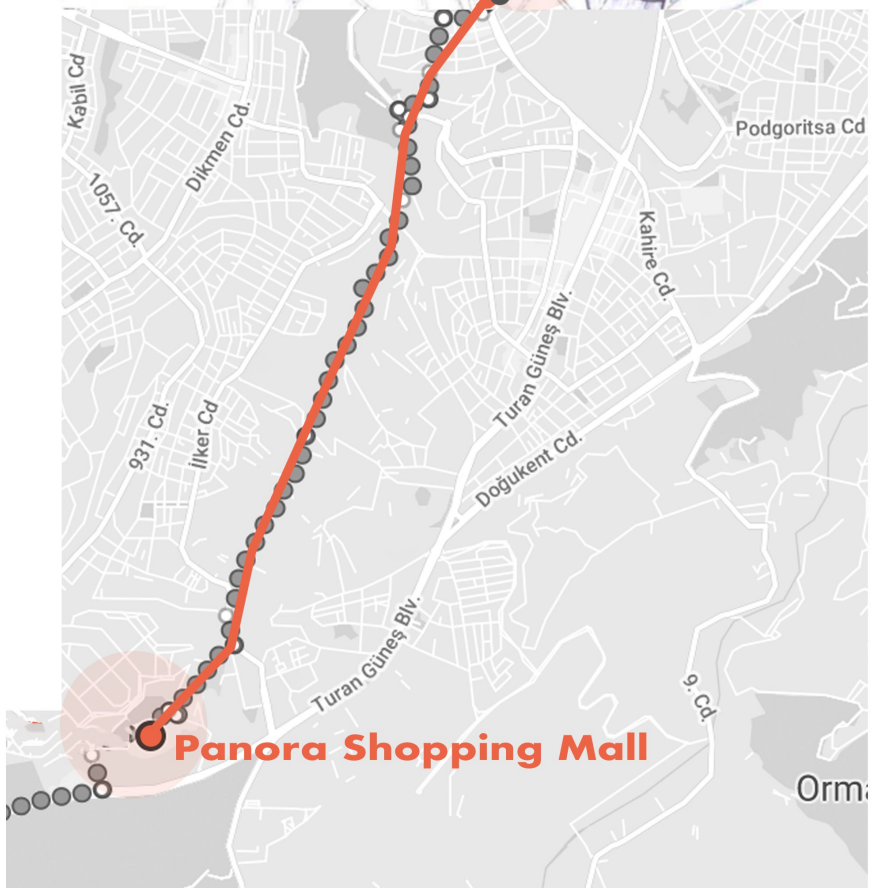 Kabil Cd
Dikmen Cd.
Podgoritsa Cd
1057. Cd.
Kahire Cd.
Turan Güneş Blv.
931. Cd.
İlker Cd
Doğukent Cd.
Turan Güneş Blv.
9. Cd.
Panora Shopping Mall
Orma